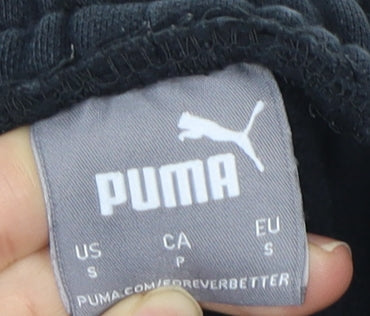 PUMA
US CA EU
S P S
PUMA.COM/FOREVERBETTER